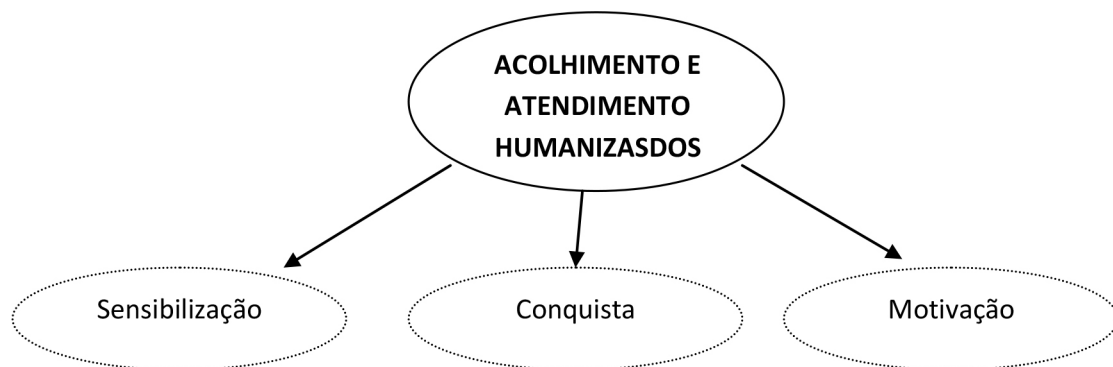 ACOLHIMENTO E
ATENDIMENTO
HUMANIZASDOS
Sensibilização
Conquista
Motivação